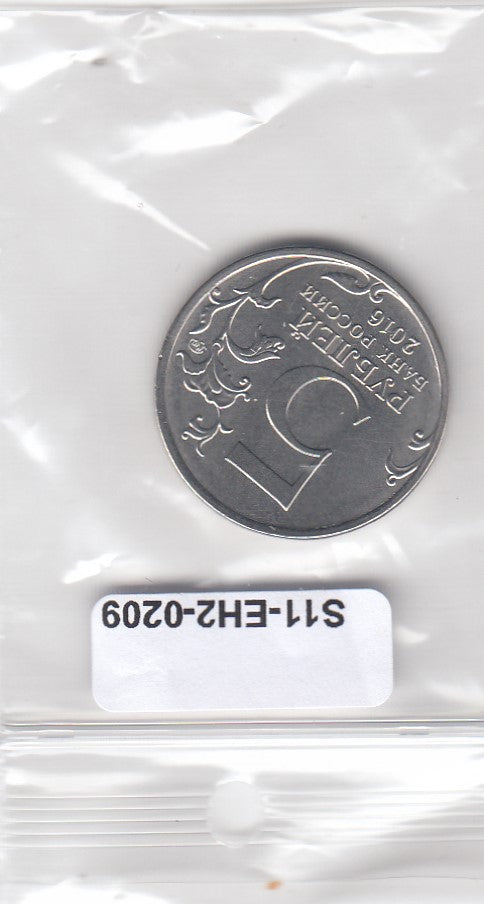 5
РУБЛЕЙ
БАНК РОССИИ
2016
S11-EH2-0209